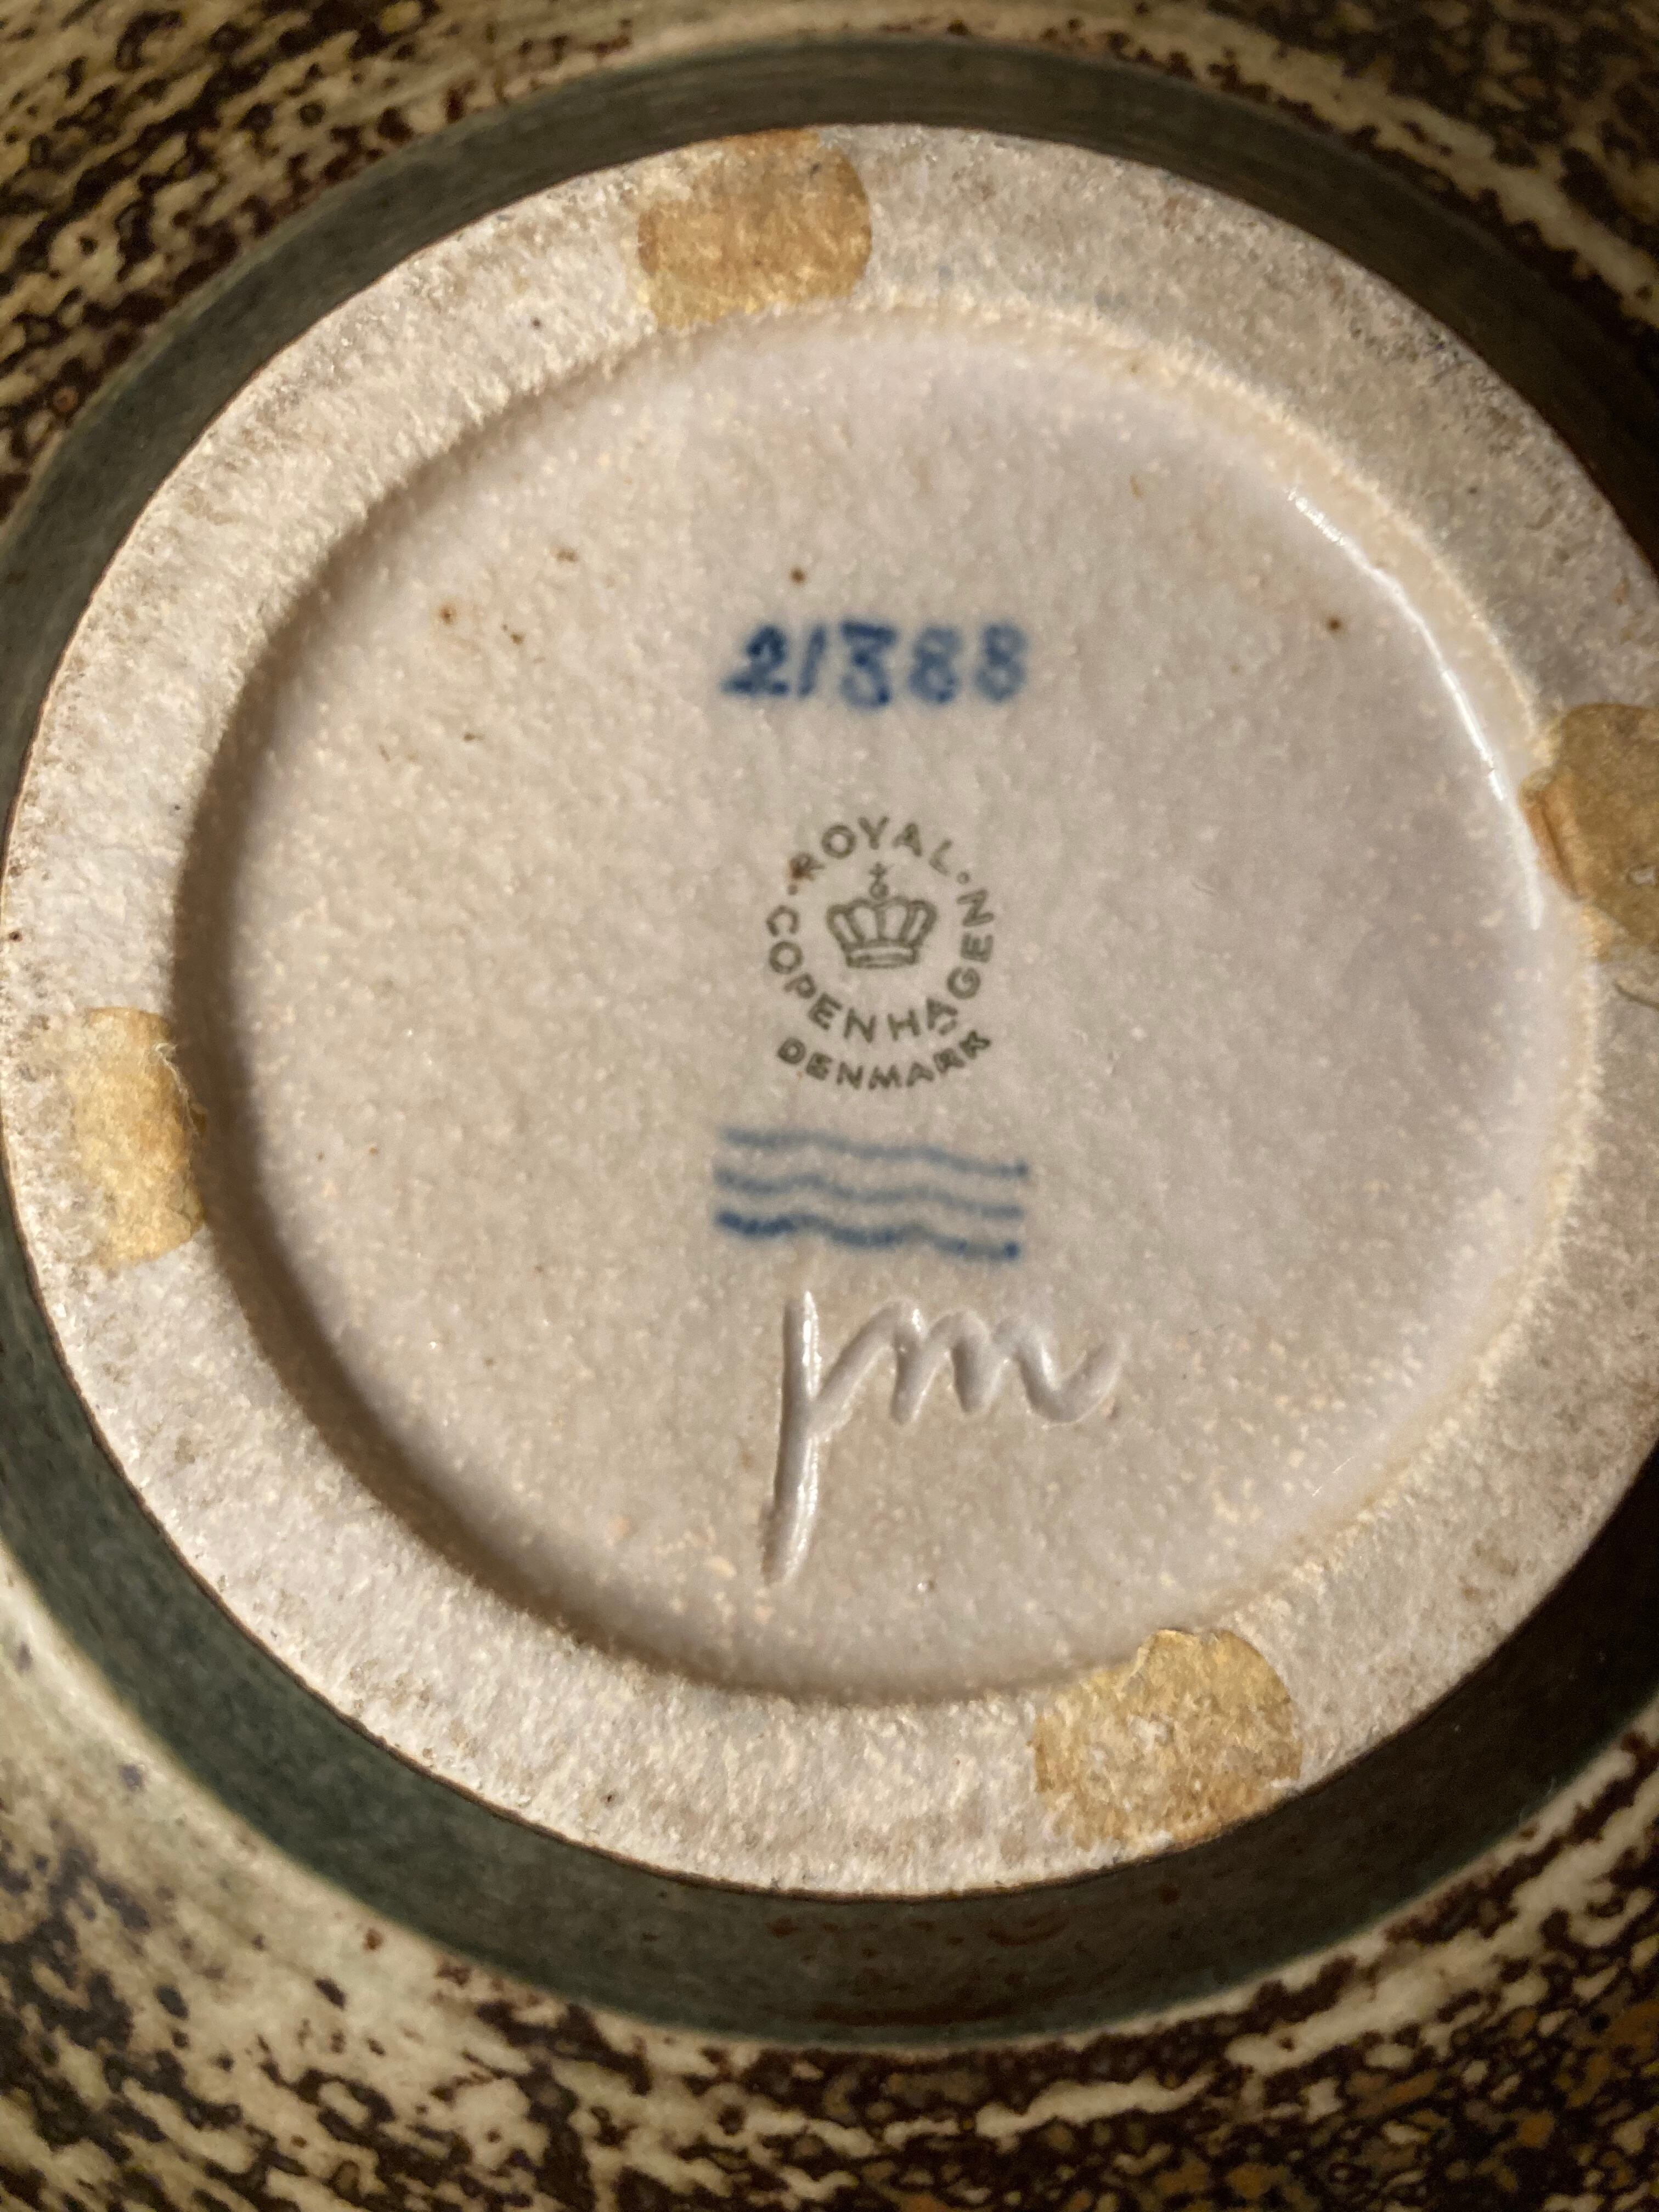 21388
ROYAL
COPENHAGEN
DENMARK